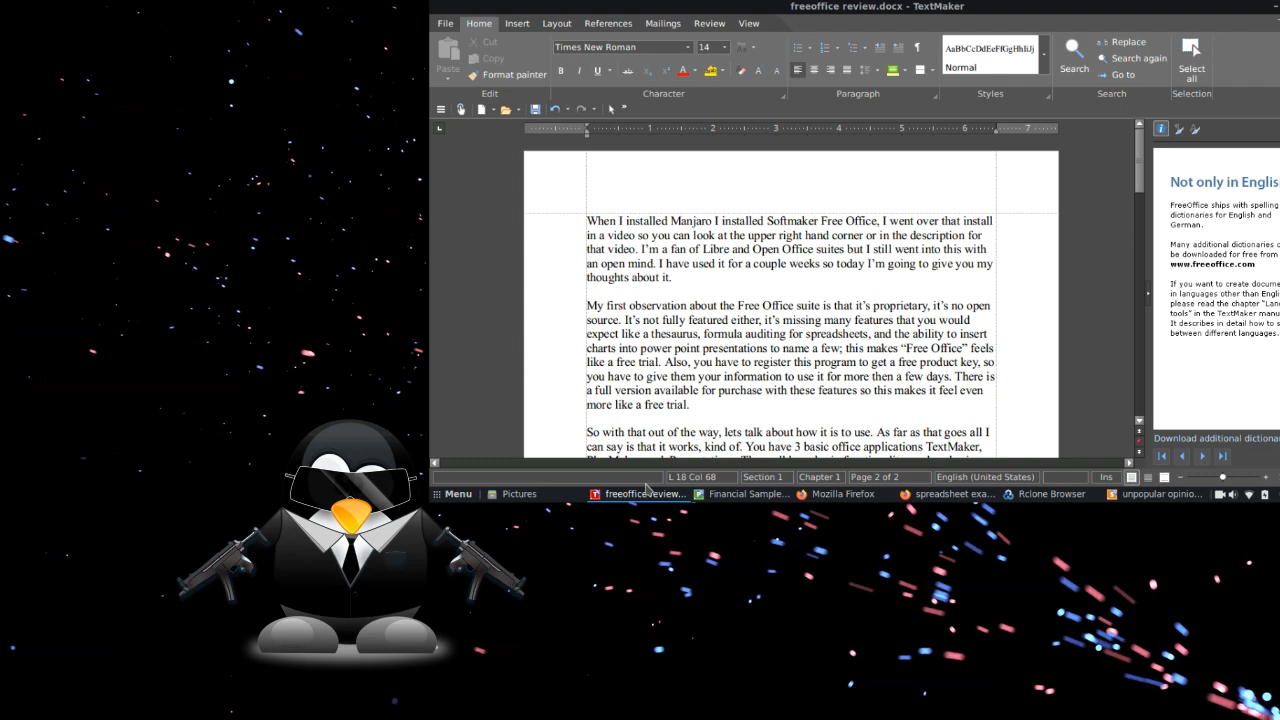 freeoffice review.docx - TextMaker
File Home Insert Layout References Mailings Review View
Paste
Cut
Copy
Format painter
Edit
Times New Roman 14
B I U
Character
Paragraph
AaBbCcDdEeFfGgHhIiJj
Normal
Styles
Search
Replace
Search again
Go to
Search
Select
all
Selection
1 2 3 4 5 6 7
When I installed Manjaro I installed Softmaker Free Office, I went over that install
in a video so you can look at the upper right hand corner or in the description for
that video. I'm a fan of Libre and Open Office suites but I still went into this with
an open mind. I have used it for a couple weeks so today I'm going to give you my
thoughts about it.
My first observation about the Free Office suite is that it's proprietary, it's no open
source. It's not fully featured either, it's missing many features that you would
expect like a thesaurus, formula auditing for spreadsheets, and the ability to insert
charts into power point presentations to name a few; this makes “Free Office” feels
like a free trial. Also, you have to register this program to get a free product key, so
you have to give them your information to use it for more then a few days. There is
a full version available for purchase with these features so this makes it feel even
more like a free trial.
So with that out of the way, lets talk about how it is to use. As far as that goes all I
can say is that it works, kind of. You have 3 basic office applications TextMaker,
Not only in Englis
FreeOffice ships with spelling
dictionaries for English and
German.
Many additional dictionaries c
be downloaded for free from
www.freeoffice.com
If you want to create docume
in languages other than Engli
please read the chapter "Lan
tools" in the TextMaker manu
It describes in detail how to s
between different languages.
Download additional dictionar
L 18 Col 68 Section 1 Chapter 1 Page 2 of 2 English (United States) Ins
Menu Pictures freeoffice review... Financial Sample... Mozilla Firefox spreadsheet exa... Rclone Browser unpopular opinio...